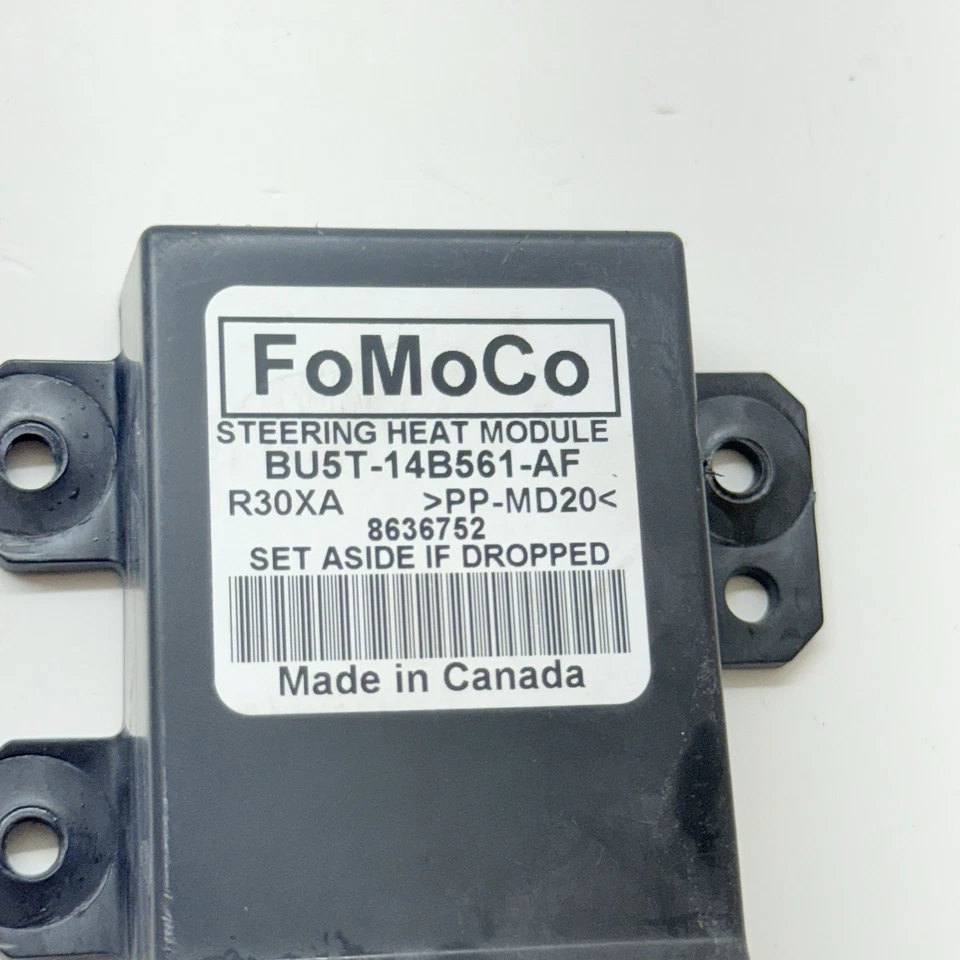 FoMoCo
STEERING HEAT MODULE
BU5T-14B561-AF
R30XA >PP-MD20<
8636752
SET ASIDE IF DROPPED
Made in Canada